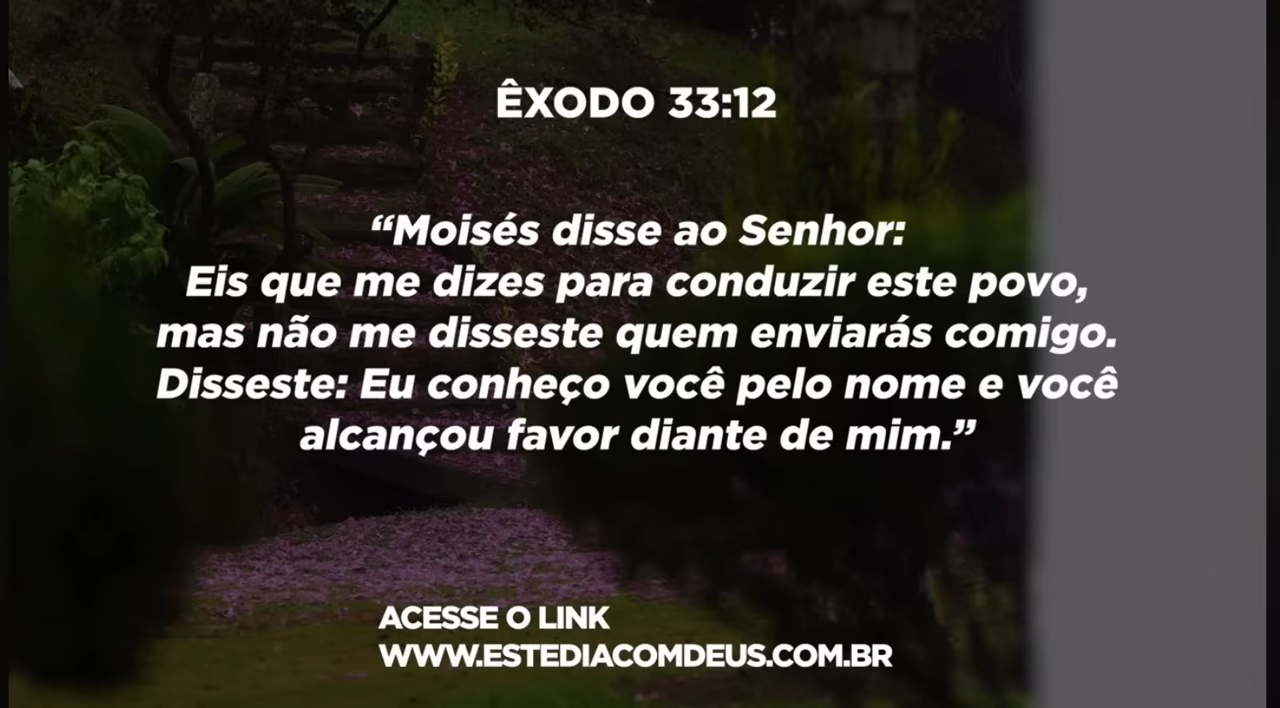 ÊXODO 33:12
“Moisés disse ao Senhor:
Eis que me dizes para conduzir este povo,
mas não me disseste quem enviarás comigo.
Disseste: Eu conheço você pelo nome e você
alcançou favor diante de mim.”
ACESSE O LINK
WWW.ESTEDIACOMDEUS.COM.BR